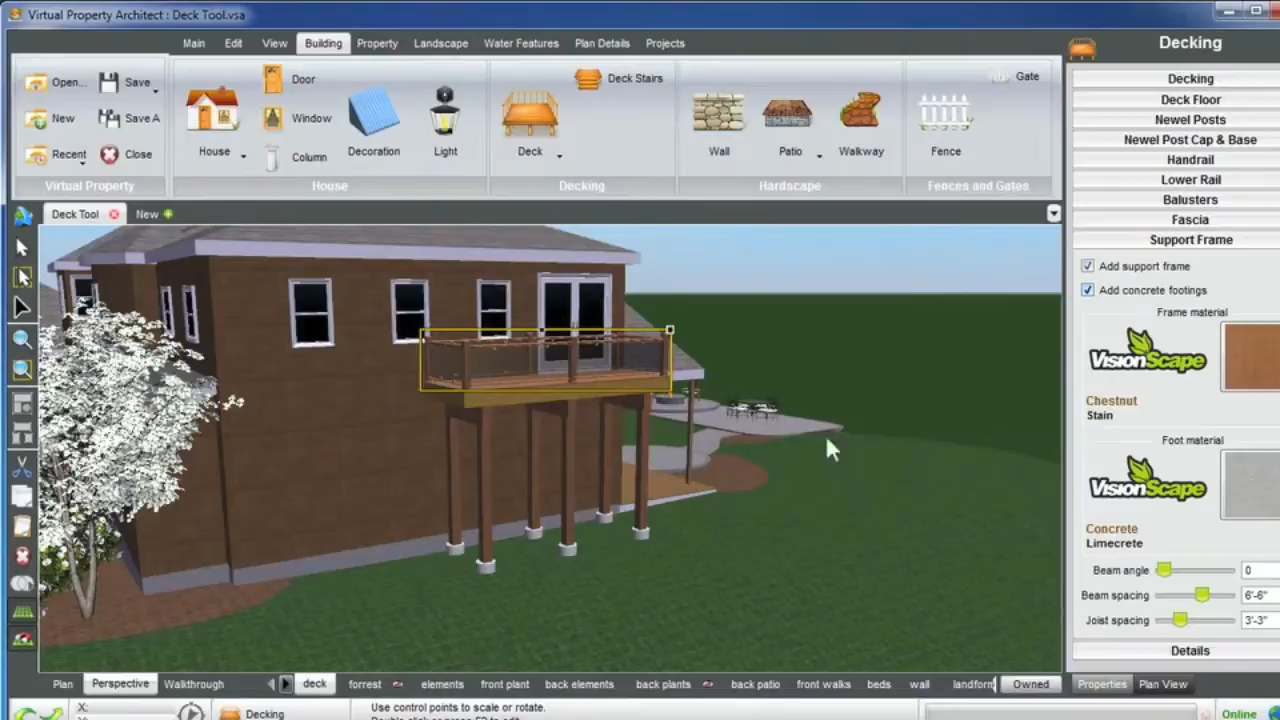 Virtual Property Architect : Deck Tool.vsa
Main Edit View Building Property Landscape Water Features Plan Details Projects
Open... Save
New Save A
Recent Close
Virtual Property
House
Door
Window
Column
Decoration
Light
House
Deck
Deck Stairs
Decking
Wall
Patio
Walkway
Hardscape
Gate
Fence
Fences and Gates
Deck Tool New
Decking
Decking
Deck Floor
Newel Posts
Newel Post Cap & Base
Handrail
Lower Rail
Balusters
Fascia
Support Frame
Add support frame
Add concrete footings
Frame material
VisionScape
Chestnut
Stain
Foot material
VisionScape
Concrete
Limecrete
Beam angle 0
Beam spacing 6'-6"
Joist spacing 3'-3"
Details
Plan Perspective Walkthrough deck forrest elements front plant back elements back plants back patio front walks beds wall landform Owned
Properties Plan View
X:
Decking
Use control points to scale or rotate.
Online